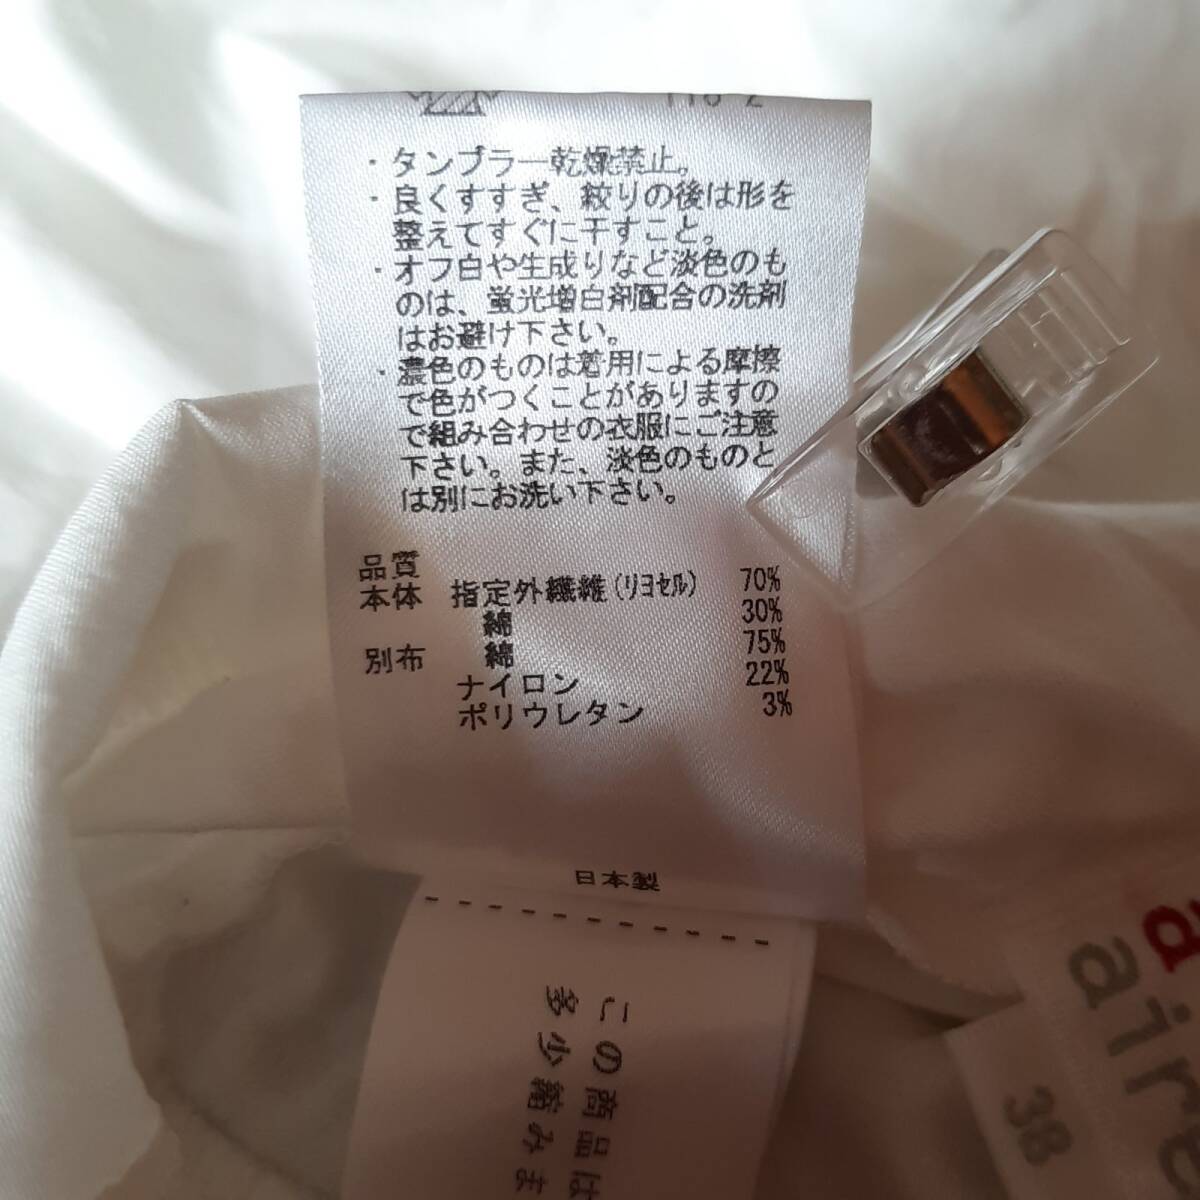 ・タンブラー乾燥禁止。
・良くすすぎ、絞りの後は形を
整えてすぐに干すこと。
・オフ白や生成りなど淡色のも
のは、蛍光増白剤配合の洗剤
はお避け下さい。
・濃色のものは着用による摩擦
で色がつくことがありますの
で組み合わせの衣服にご注意
下さい。また、淡色のものと
は別にお洗い下さい。
品質
本体 指定外繊維(リヨセル) 70%
綿 30%
別布 綿 75%
ナイロン 22%
ポリウレタン 3%
日本製
この商品は
多少縮みま
38